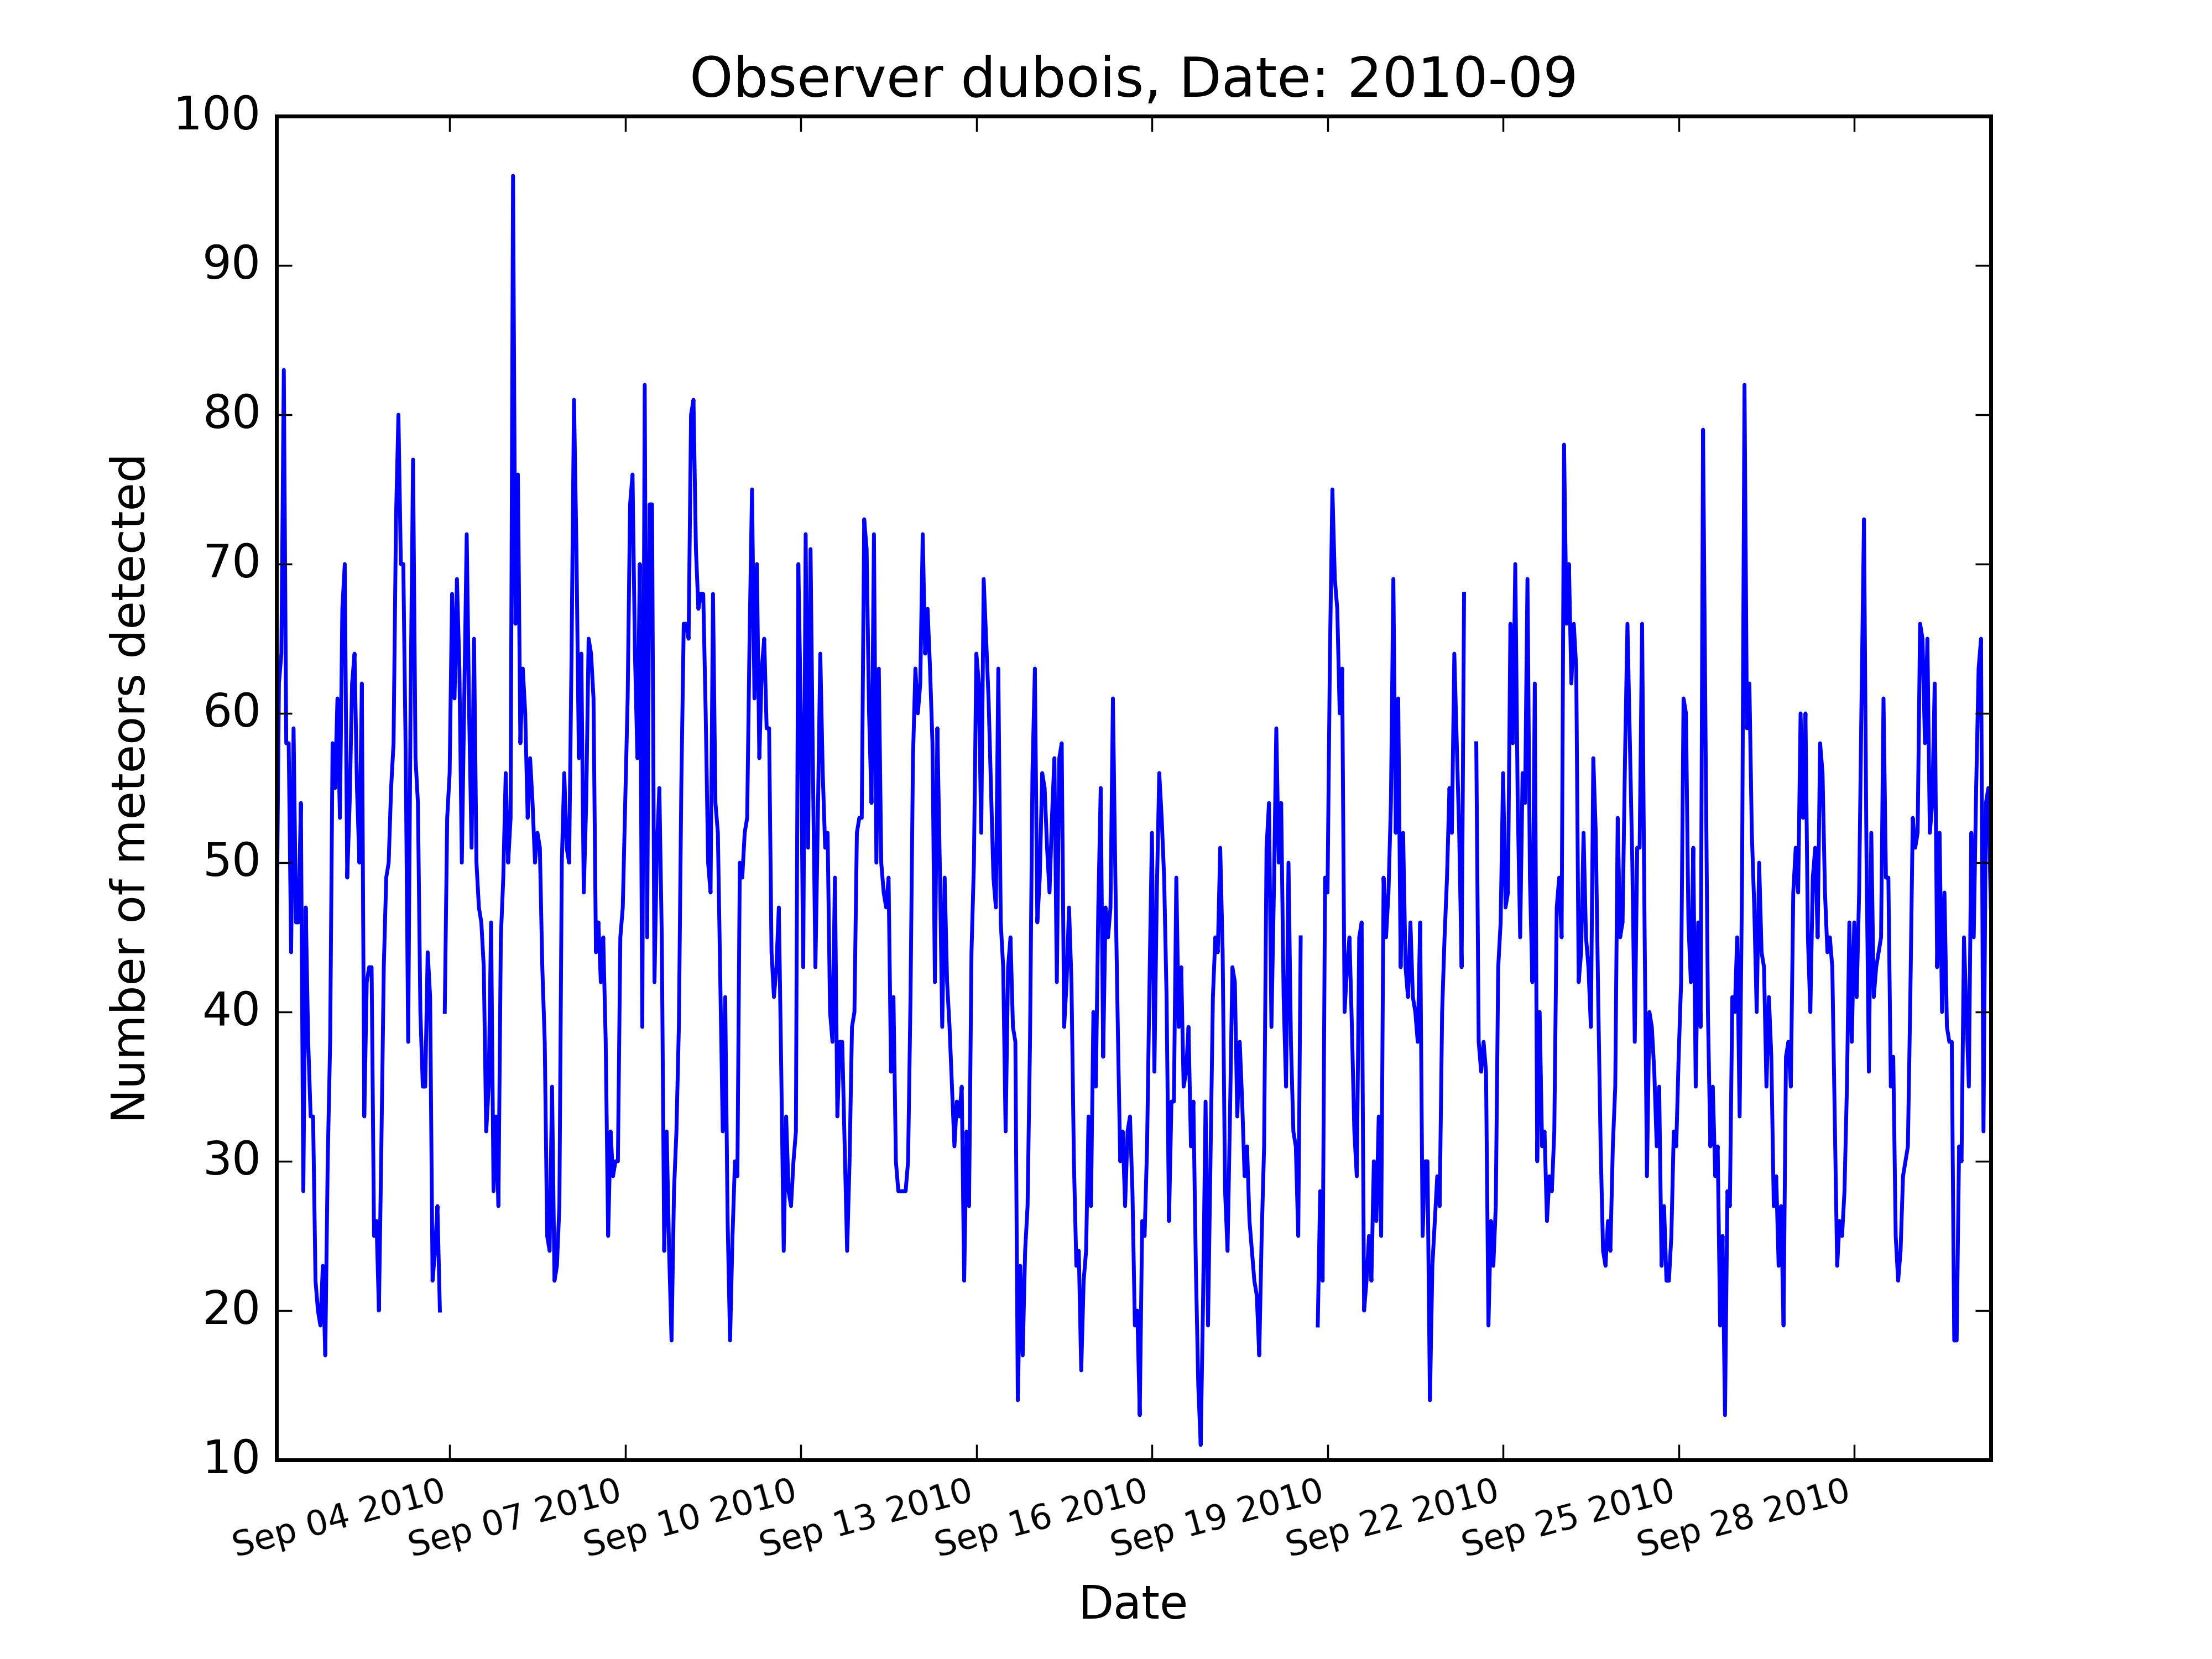 Observer dubois, Date: 2010-09
100
90
80
70
60
50
40
30
20
10
Number of meteors detected
Sep 04 2010
Sep 07 2010
Sep 10 2010
Sep 13 2010
Sep 16 2010
Sep 19 2010
Sep 22 2010
Sep 25 2010
Sep 28 2010
Date